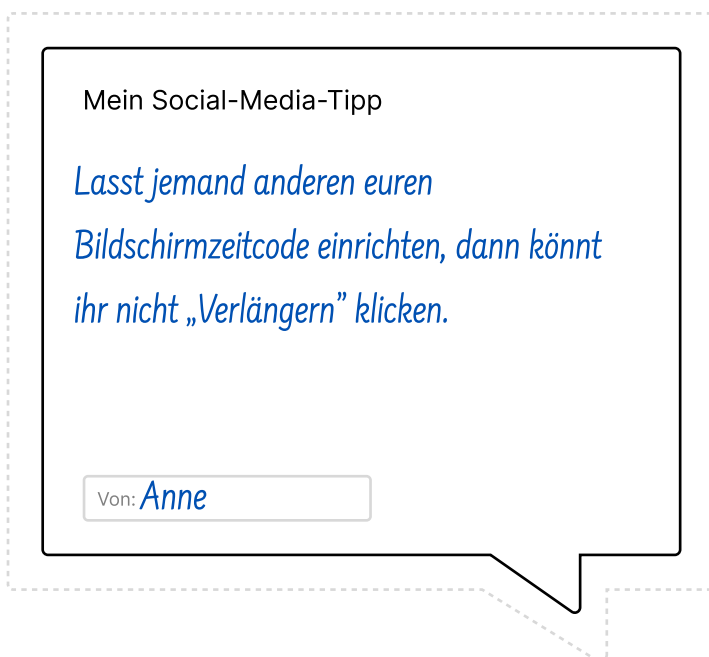 Mein Social-Media-Tipp
Lasst jemand anderen euren
Bildschirmzeitcode einrichten, dann könnt
ihr nicht „Verlängern” klicken.
Von: Anne